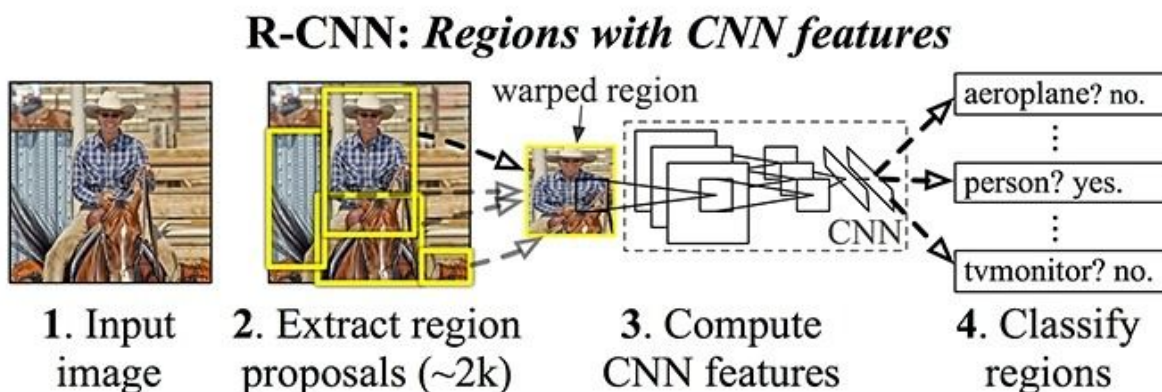 R-CNN: Regions with CNN features
warped region
aeroplane? no.
person? yes.
CNN
tvmonitor? no.
1. Input
image
2. Extract region
proposals (~2k)
3. Compute
CNN features
4. Classify
regions